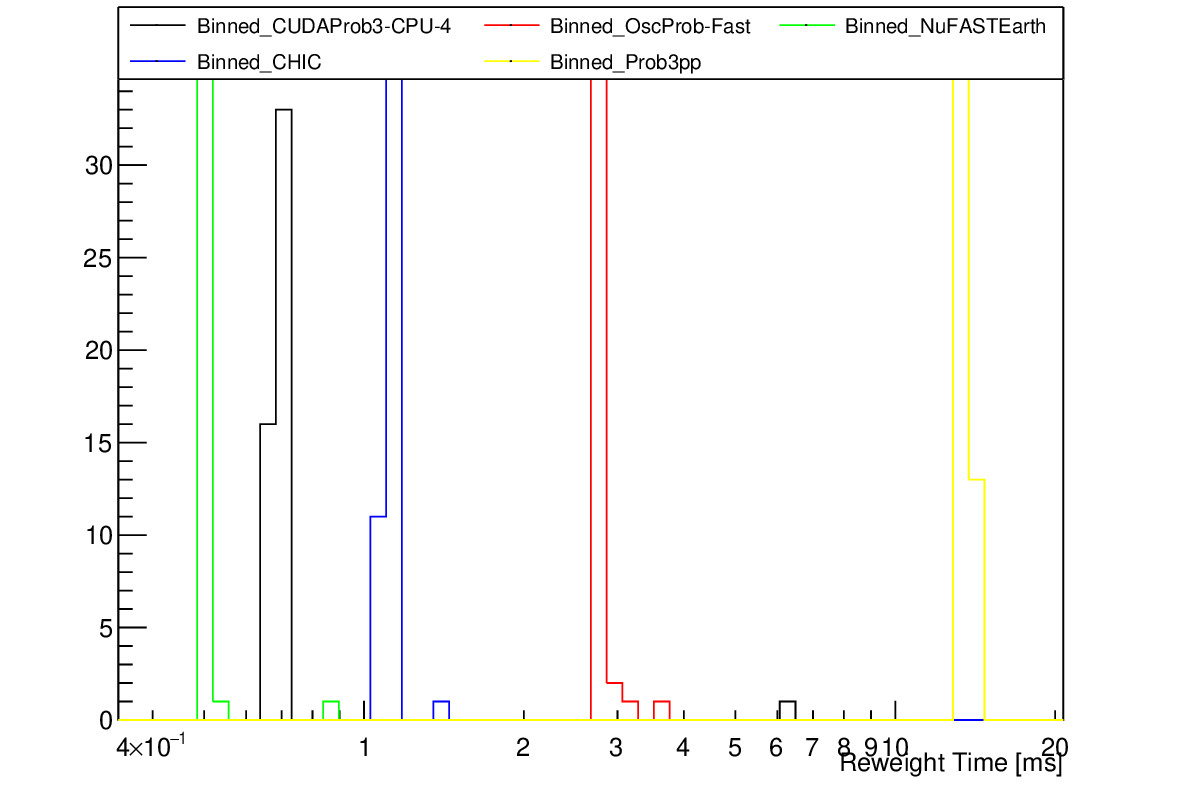 Binned_CUDAProb3-CPU-4 Binned_OscProb-Fast Binned_NuFASTEarth
Binned_CHIC Binned_Prob3pp
30
25
20
15
10
5
0
4×10⁻¹ 1 2 3 4 5 6 7 8 9 10 20
Reweight Time [ms]